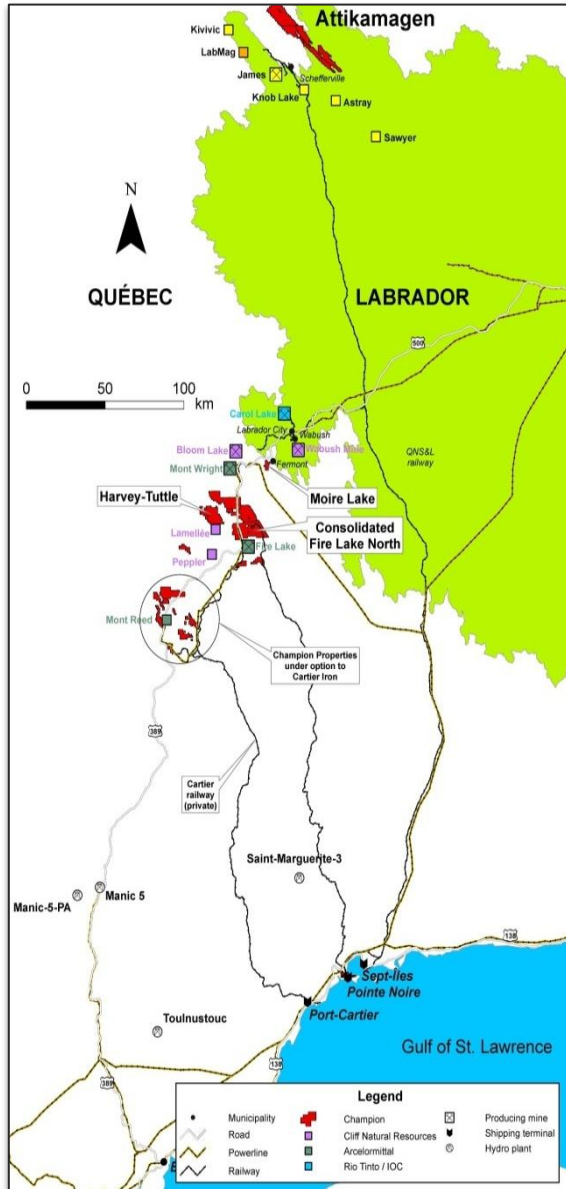 Attikamagen
Kivivic
LabMag
James
Schefferville
Knob Lake
Astray
Sawyer
N
QUÉBEC
LABRADOR
500
0 50 100
km
Carol Lake
Labrador City
Wabush
Bloom Lake
Wabush Mine
QNS&L
railway
Mont Wright
Fermont
Harvey-Tuttle
Moire Lake
Lamellée
Consolidated
Fire Lake North
Fire Lake
Peppler
Mont Reed
Champion Properties
under option to
Cartier Iron
389
Cartier
railway
(private)
Saint-Marguerite-3
Manic 5
Manic-5-PA
138
Sept-Iles
Pointe Noire
Port-Cartier
Toulnustouc
Gulf of St. Lawrence
138
389
Legend
Municipality
Road
Powerline
Railway
Champion
Cliff Natural Resources
Arcelormittal
Rio Tinto / IOC
Producing mine
Shipping terminal
Hydro plant